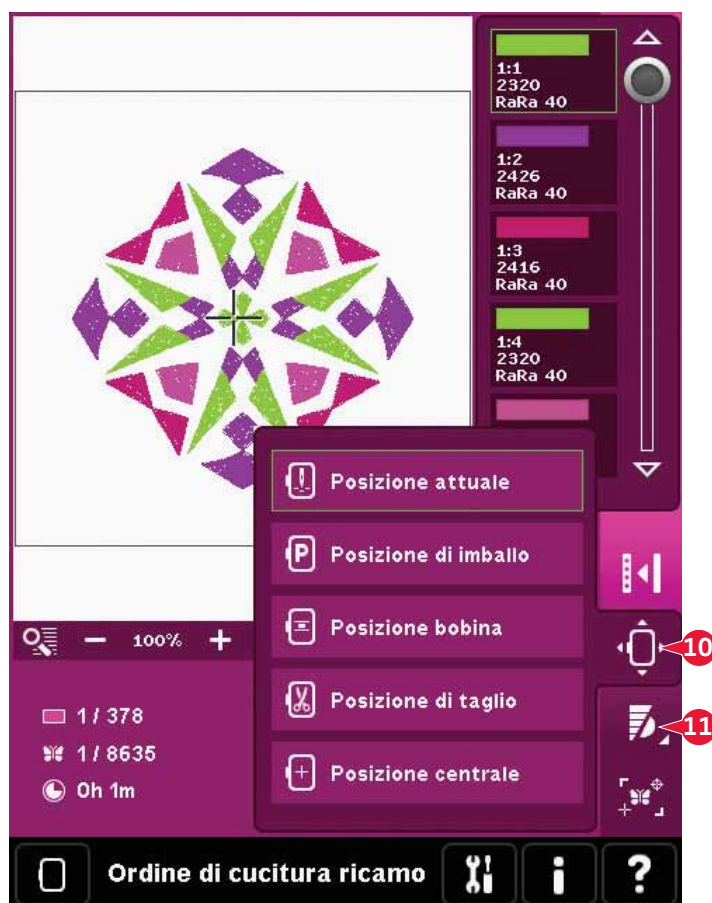 1:1
2320
RaRa 40
1:2
2426
RaRa 40
1:3
2416
RaRa 40
1:4
2320
RaRa 40
Posizione attuale
P Posizione di imballo
Posizione bobina
Posizione di taglio
Posizione centrale
100%
10
11
1 / 378
1 / 8635
0h 1m
Ordine di cucitura ricamo
i
?